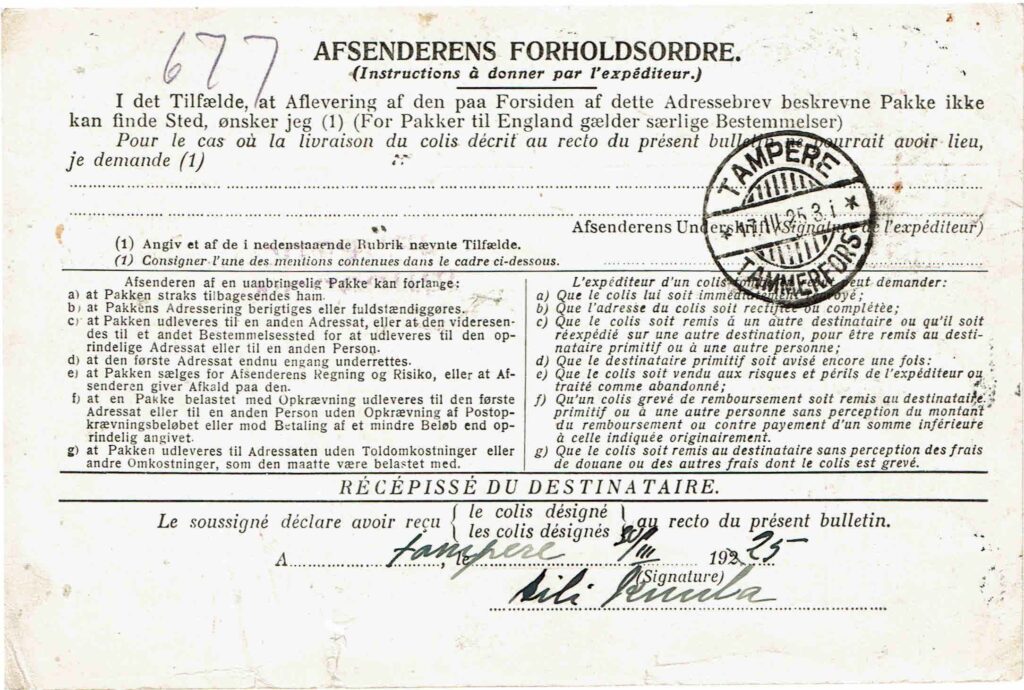 677
AFSENDERENS FORHOLDSORDRE.
(Instructions à donner par l'expéditeur.)
I det Tilfælde, at Aflevering af den paa Forsiden af dette Adressebrev beskrevne Pakke ikke
kan finde Sted, ønsker jeg (1) (For Pakker til England gælder særlige Bestemmelser)
Pour le cas où la livraison du colis décrit au recto du présent bulletin ne pourrait avoir lieu,
je demande (1)
TAMPERE
TAMMERFORS
Afsenderens Underskrift (Signature de l'expéditeur)
(1) Angiv et af de i nedenstaaende Rubrik nævnte Tilfælde.
(1) Consigner l'une des mentions contenues dans le cadre ci-dessous.
Afsenderen af en uanbringelig Pakke kan forlange:
a) at Pakken straks tilbagesendes ham.
b) at Pakkens Adressering berigtiges eller fuldstændiggøres.
c) at Pakken udleveres til en anden Adressat, eller at den videresen-
des til et andet Bestemmelsessted for at udleveres til den op-
rindelige Adressat eller til en anden Person.
d) at den første Adressat endnu engang underrettes.
e) at Pakken sælges for Afsenderens Regning og Risiko, eller at Af-
senderen giver Afkald paa den.
f) at en Pakke belastet med Opkrævning udleveres til den første
Adressat eller til en anden Person uden Opkrævning af Postop-
krævningsbeløbet eller mod Betaling af et mindre Beløb end op-
rindelig angivet.
g) at Pakken udleveres til Adressaten uden Toldomkostninger eller
andre Omkostninger, som den maatte være belastet med.
L'expéditeur d'un colis peut demander:
a) Que le colis lui soit immédiatement renvoyé;
b) Que l'adresse du colis soit rectifiée ou complétèe;
c) Que le colis soit remis à un autre destinataire ou qu'il soit
réexpédié sur une autre destination, pour être remis au desti-
nataire primitif ou à une autre personne;
d) Que le destinataire primitif soit avisé encore une fois:
e) Que le colis soit vendu aux risques et périls de l'expéditeur ou
traité comme abandonné;
f) Qu'un colis grevé de remboursement soit remis au destinataire
primitif ou à une autre personne sans perception du montant
du remboursement ou contre payement d'un somme inférieure
à celle indiquée originairement.
g) Que le colis soit remis au destinataire sans perception des frais
de douane ou des autres frais dont le colis est grevé.
RÉCÉPISSÉ DU DESTINATAIRE.
Le soussigné déclare avoir reçu { le colis désigné
les colis désignés } au recto du présent bulletin.
A tampere, le /III 192 25
(Signature)